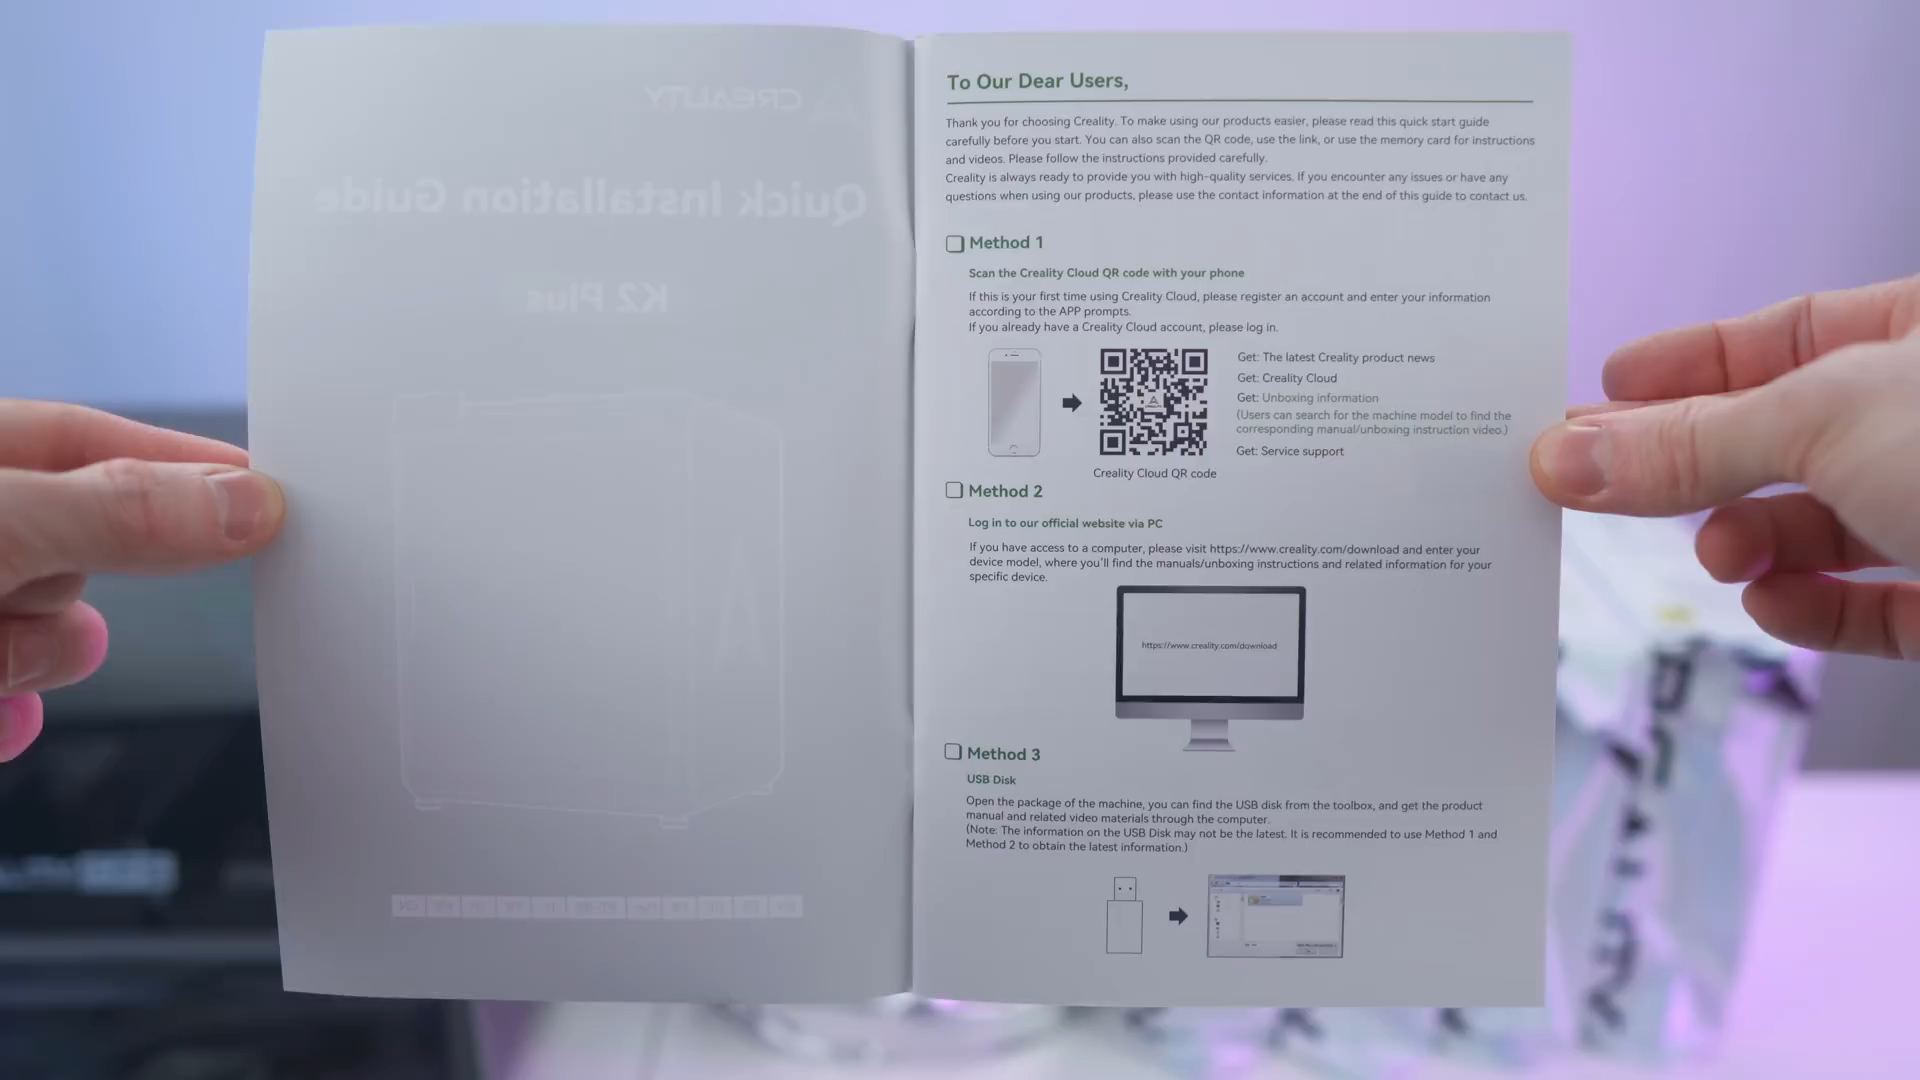 CREALITY
Quick Installation Guide
K2 Plus
To Our Dear Users,
Thank you for choosing Creality. To make using our products easier, please read this quick start guide
carefully before you start. You can also scan the QR code, use the link, or use the memory card for instructions
and videos. Please follow the instructions provided carefully.
Creality is always ready to provide you with high-quality services. If you encounter any issues or have any
questions when using our products, please use the contact information at the end of this guide to contact us.
Method 1
Scan the Creality Cloud QR code with your phone
If this is your first time using Creality Cloud, please register an account and enter your information
according to the APP prompts.
If you already have a Creality Cloud account, please log in.
Get: The latest Creality product news
Get: Creality Cloud
Get: Unboxing information
(Users can search for the machine model to find the
corresponding manual/unboxing instruction video.)
Get: Service support
Creality Cloud QR code
Method 2
Log in to our official website via PC
If you have access to a computer, please visit https://www.creality.com/download and enter your
device model, where you'll find the manuals/unboxing instructions and related information for your
specific device.
https://www.creality.com/download
Method 3
USB Disk
Open the package of the machine, you can find the USB disk from the toolbox, and get the product
manual and related video materials through the computer.
(Note: The information on the USB Disk may not be the latest. It is recommended to use Method 1 and
Method 2 to obtain the latest information.)